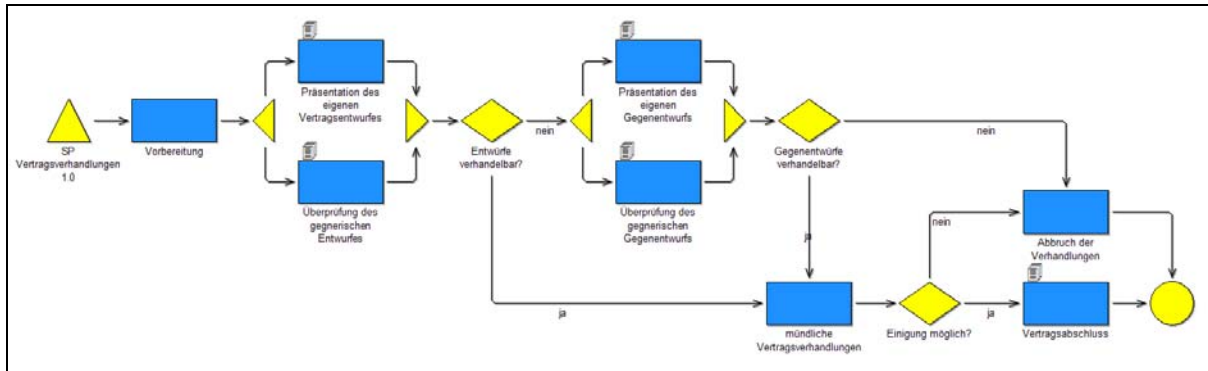 SP
Vertragsverhandlungen
1.0
Vorbereitung
Präsentation des
eigenen
Vertragsentwurfes
Überprüfung des
gegnerischen
Entwurfes
Entwürfe
verhandelbar?
nein
ja
Präsentation des
eigenen
Gegenentwurfs
Überprüfung des
gegnerischen
Gegenentwurfs
Gegenentwürfe
verhandelbar?
nein
ja
mündliche
Vertragsverhandlungen
Einigung möglich?
nein
ja
Abbruch der
Verhandlungen
Vertragsabschluss